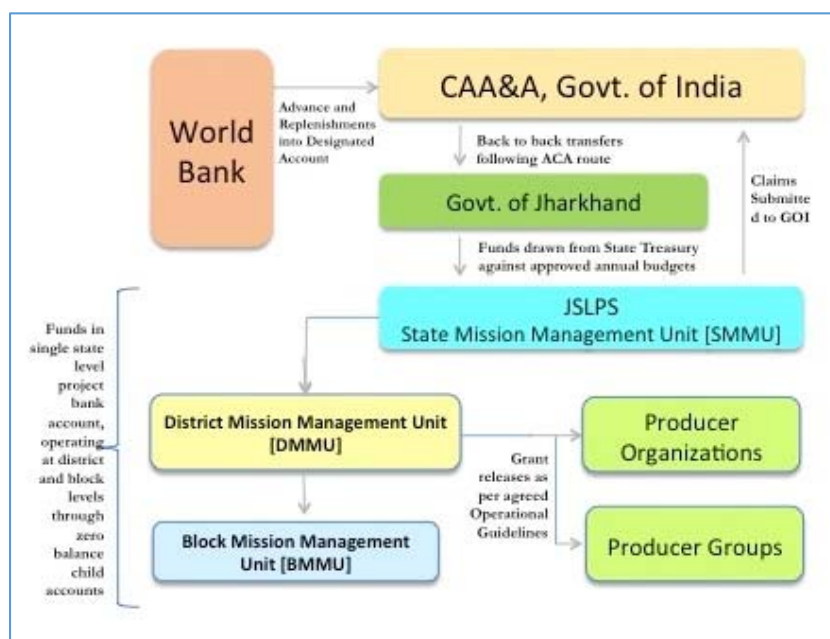 World
Bank
Advance and
Replenishments
into Designated
Account
CAA&A, Govt. of India
Back to back transfers
following ACA route
Claims
Submitte
d to GOI
Govt. of Jharkhand
Funds drawn from State Treasury
against approved annual budgets
JSLPS
State Mission Management Unit [SMMU]
Funds in
single state
level
project
bank
account,
operating
at district
and block
levels
through
zero
balance
child
accounts
District Mission Management Unit
[DMMU]
Grant
releases as
per agreed
Operational
Guidelines
Producer
Organizations
Block Mission Management
Unit [BMMU]
Producer Groups